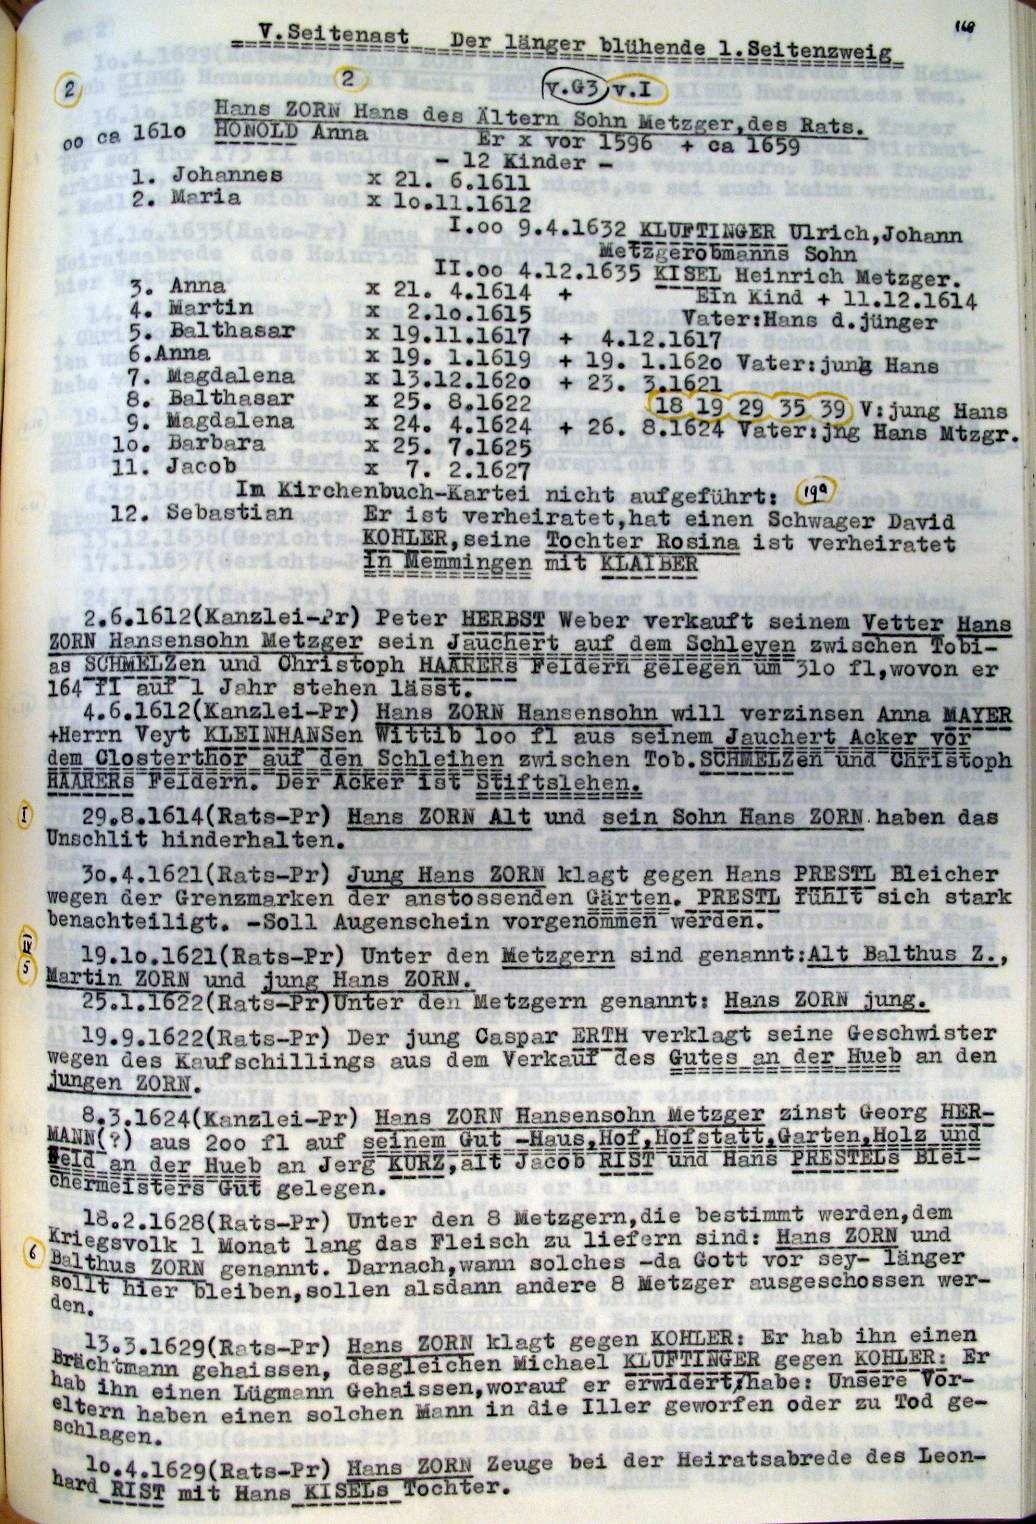 168
V.Seitenast   Der länger blühende 1.Seitenzweig
2   2   v.G3 v.I
Hans ZORN Hans des Ältern Sohn Metzger,des Rats.
oo ca 161o HONOLD Anna   Er x vor 1596  + ca 1659
- 12 Kinder -
1. Johannes   x 21. 6.1611
2. Maria   x 1o.11.1612
I.oo 9.4.1632 KLUFTINGER Ulrich,Johann
Metzgerobmanns Sohn
II.oo 4.12.1635 KISEL Heinrich Metzger.
3. Anna   x 21. 4.1614  +   Ein Kind + 11.12.1614
4. Martin   x  2.1o.1615   Vater:Hans d.jünger
5. Balthasar   x 19.11.1617  +  4.12.1617
6.Anna   x 19. 1.1619  + 19. 1.162o Vater:jung Hans
7. Magdalena   x 13.12.162o  + 23. 3.1621
8. Balthasar   x 25. 8.1622   18 19 29 35 39 V:jung Hans
9. Magdalena   x 24. 4.1624  + 26. 8.1624 Vater:jng Hans Mtzgr.
1o. Barbara   x 25. 7.1625
11. Jacob   x  7. 2.1627
Im Kirchenbuch-Kartei nicht aufgeführt:  19a
12. Sebastian   Er ist verheiratet,hat einen Schwager David
KOHLER,seine Tochter Rosina ist verheiratet
in Memmingen mit KLAIBER
2.6.1612(Kanzlei-Pr) Peter HERBST Weber verkauft seinem Vetter Hans
ZORN Hansensohn Metzger sein Jauchert auf dem Schleyen zwischen Tobi-
as SCHMELZen und Christoph HAARERs Feldern gelegen um 31o fl,wovon er
164 fl auf 1 Jahr stehen lässt.
4.6.1612(Kanzlei-Pr) Hans ZORN Hansensohn will verzinsen Anna MAYER
+Herrn Veyt KLEINHANSen Wittib 1oo fl aus seinem Jauchert Acker vor
dem Closterthor auf den Schleihen zwischen Tob.SCHMELZen und Christoph
HAARERs Feldern. Der Acker ist Stiftslehen.
I   29.8.1614(Rats-Pr) Hans ZORN Alt und sein Sohn Hans ZORN haben das
Unschlit hinderhalten.
3o.4.1621(Rats-Pr) Jung Hans ZORN klagt gegen Hans PRESTL Bleicher
wegen der Grenzmarken der anstossenden Gärten. PRESTL fühlt sich stark
benachteiligt. -Soll Augenschein vorgenommen werden.
IV   19.1o.1621(Rats-Pr) Unter den Metzgern sind genannt:Alt Balthus Z.,
5   Martin ZORN und jung Hans ZORN.
25.1.1622(Rats-Pr)Unter den Metzgern genannt: Hans ZORN jung.
19.9.1622(Rats-Pr) Der jung Caspar ERTH verklagt seine Geschwister
wegen des Kaufschillings aus dem Verkauf des Gutes an der Hueb an den
jungen ZORN.
8.3.1624(Kanzlei-Pr) Hans ZORN Hansensohn Metzger zinst Georg HER-
MANN(?) aus 2oo fl auf seinem Gut -Haus,Hof,Hofstatt,Garten,Holz und
Feld an der Hueb an Jerg KURZ,alt Jacob RIST und Hans PRESTELs Blei-
chermeisters Gut gelegen.
18.2.1628(Rats-Pr) Unter den 8 Metzgern,die bestimmt werden,dem
Kriegsvolk 1 Monat lang das Fleisch zu liefern sind: Hans ZORN und
6   Balthus ZORN genannt. Darnach,wann solches -da Gott vor sey- länger
sollt hier bleiben,sollen alsdann andere 8 Metzger ausgeschossen wer-
den.
13.3.1629(Rats-Pr) Hans ZORN klagt gegen KOHLER: Er hab ihn einen
Brächtmann gehaissen, desgleichen Michael KLUFTINGER gegen KOHLER: Er
hab ihn einen Lügmann Gehaissen,worauf er erwidert/habe: Unsere Vor-
eltern haben einen solchen Mann in die Iller geworfen oder zu Tod ge-
schlagen.
1o.4.1629(Rats-Pr) Hans ZORN Zeuge bei der Heiratsabrede des Leon-
hard RIST mit Hans KISELs Tochter.